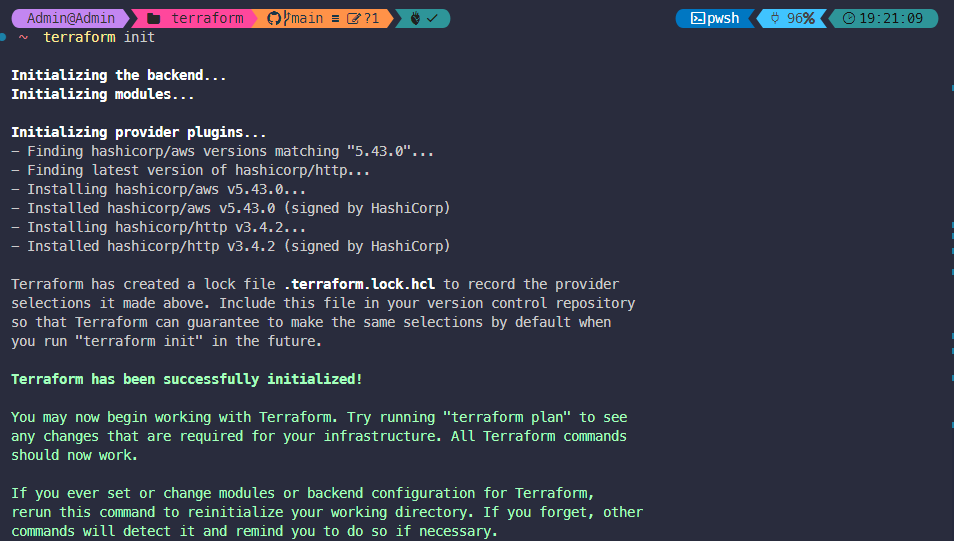 Admin@Admin terraform main ≡ ?1 pwsh 96% 19:21:09
~ terraform init
Initializing the backend...
Initializing modules...
Initializing provider plugins...
- Finding hashicorp/aws versions matching "5.43.0"...
- Finding latest version of hashicorp/http...
- Installing hashicorp/aws v5.43.0...
- Installed hashicorp/aws v5.43.0 (signed by HashiCorp)
- Installing hashicorp/http v3.4.2...
- Installed hashicorp/http v3.4.2 (signed by HashiCorp)
Terraform has created a lock file .terraform.lock.hcl to record the provider
selections it made above. Include this file in your version control repository
so that Terraform can guarantee to make the same selections by default when
you run "terraform init" in the future.
Terraform has been successfully initialized!
You may now begin working with Terraform. Try running "terraform plan" to see
any changes that are required for your infrastructure. All Terraform commands
should now work.
If you ever set or change modules or backend configuration for Terraform,
rerun this command to reinitialize your working directory. If you forget, other
commands will detect it and remind you to do so if necessary.